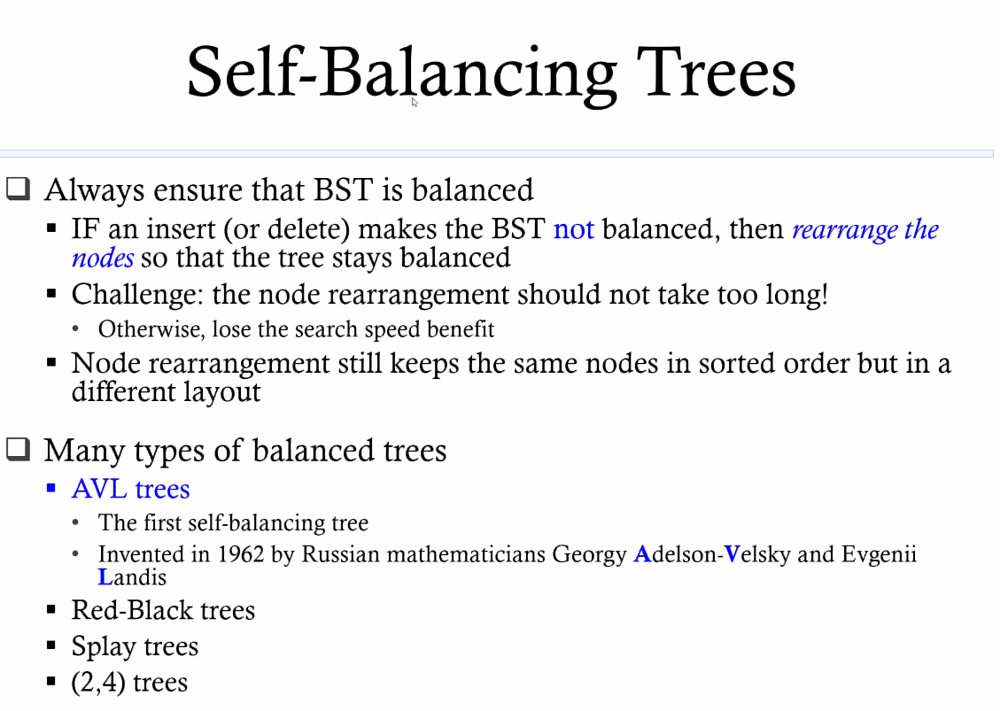 Self-Balancing Trees
Always ensure that BST is balanced
IF an insert (or delete) makes the BST not balanced, then rearrange the
nodes so that the tree stays balanced
Challenge: the node rearrangement should not take too long!
Otherwise, lose the search speed benefit
Node rearrangement still keeps the same nodes in sorted order but in a
different layout
Many types of balanced trees
AVL trees
The first self-balancing tree
Invented in 1962 by Russian mathematicians Georgy Adelson-Velsky and Evgenii
Landis
Red-Black trees
Splay trees
(2,4) trees